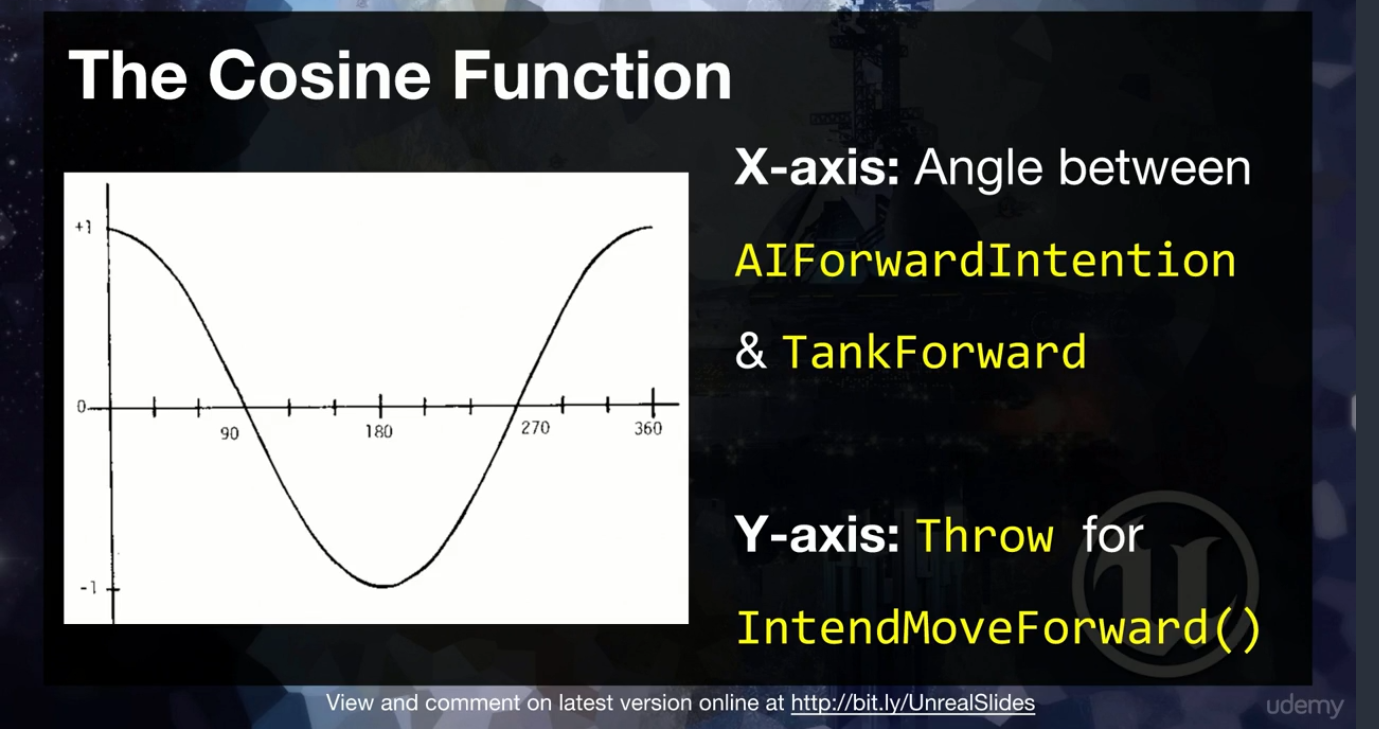 The Cosine Function
+1
0
90
180
270
360
-1
X-axis: Angle between
AIForwardIntention
& TankForward
Y-axis: Throw for
IntendMoveForward()
View and comment on latest version online at http://bit.ly/UnrealSlides
udemy